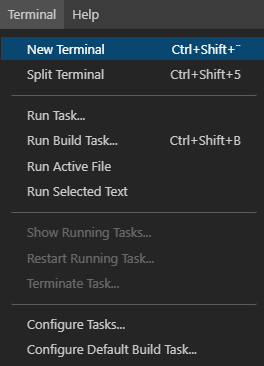 Terminal Help
New Terminal Ctrl+Shift+¨
Split Terminal Ctrl+Shift+5
Run Task...
Run Build Task... Ctrl+Shift+B
Run Active File
Run Selected Text
Show Running Tasks...
Restart Running Task...
Terminate Task...
Configure Tasks...
Configure Default Build Task...